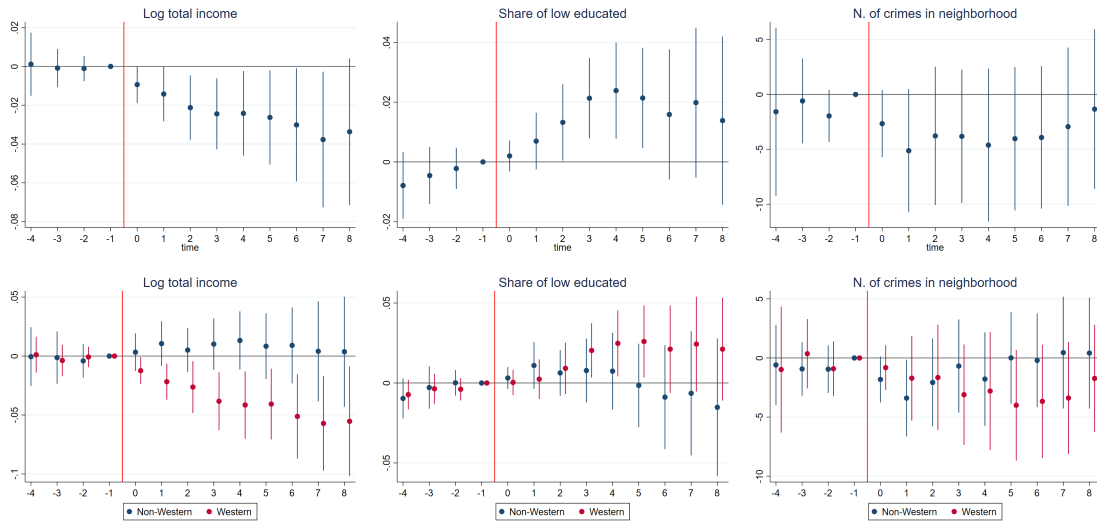 Log total income
.02
0
-.02
-.04
-.06
-.08
-4 -3 -2 -1 0 1 2 3 4 5 6 7 8
time
Share of low educated
.04
.02
0
-.02
-4 -3 -2 -1 0 1 2 3 4 5 6 7 8
time
N. of crimes in neighborhood
5
0
-5
-10
-4 -3 -2 -1 0 1 2 3 4 5 6 7 8
time
Log total income
.05
0
-.05
-.1
-4 -3 -2 -1 0 1 2 3 4 5 6 7 8
Non-Western Western
Share of low educated
.05
0
-.05
-4 -3 -2 -1 0 1 2 3 4 5 6 7 8
Non-Western Western
N. of crimes in neighborhood
5
0
-5
-10
-4 -3 -2 -1 0 1 2 3 4 5 6 7 8
Non-Western Western